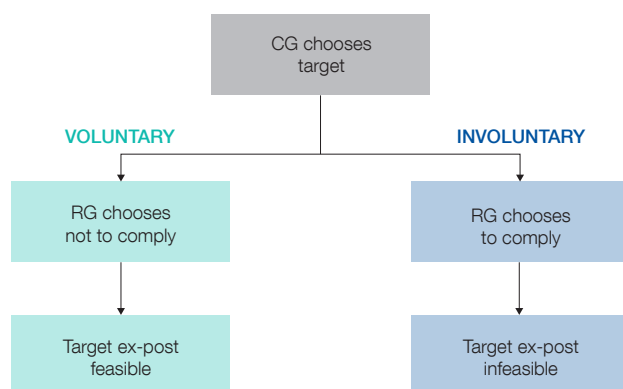 CG chooses
target
VOLUNTARY
INVOLUNTARY
RG chooses
not to comply
RG chooses
to comply
Target ex-post
feasible
Target ex-post
infeasible